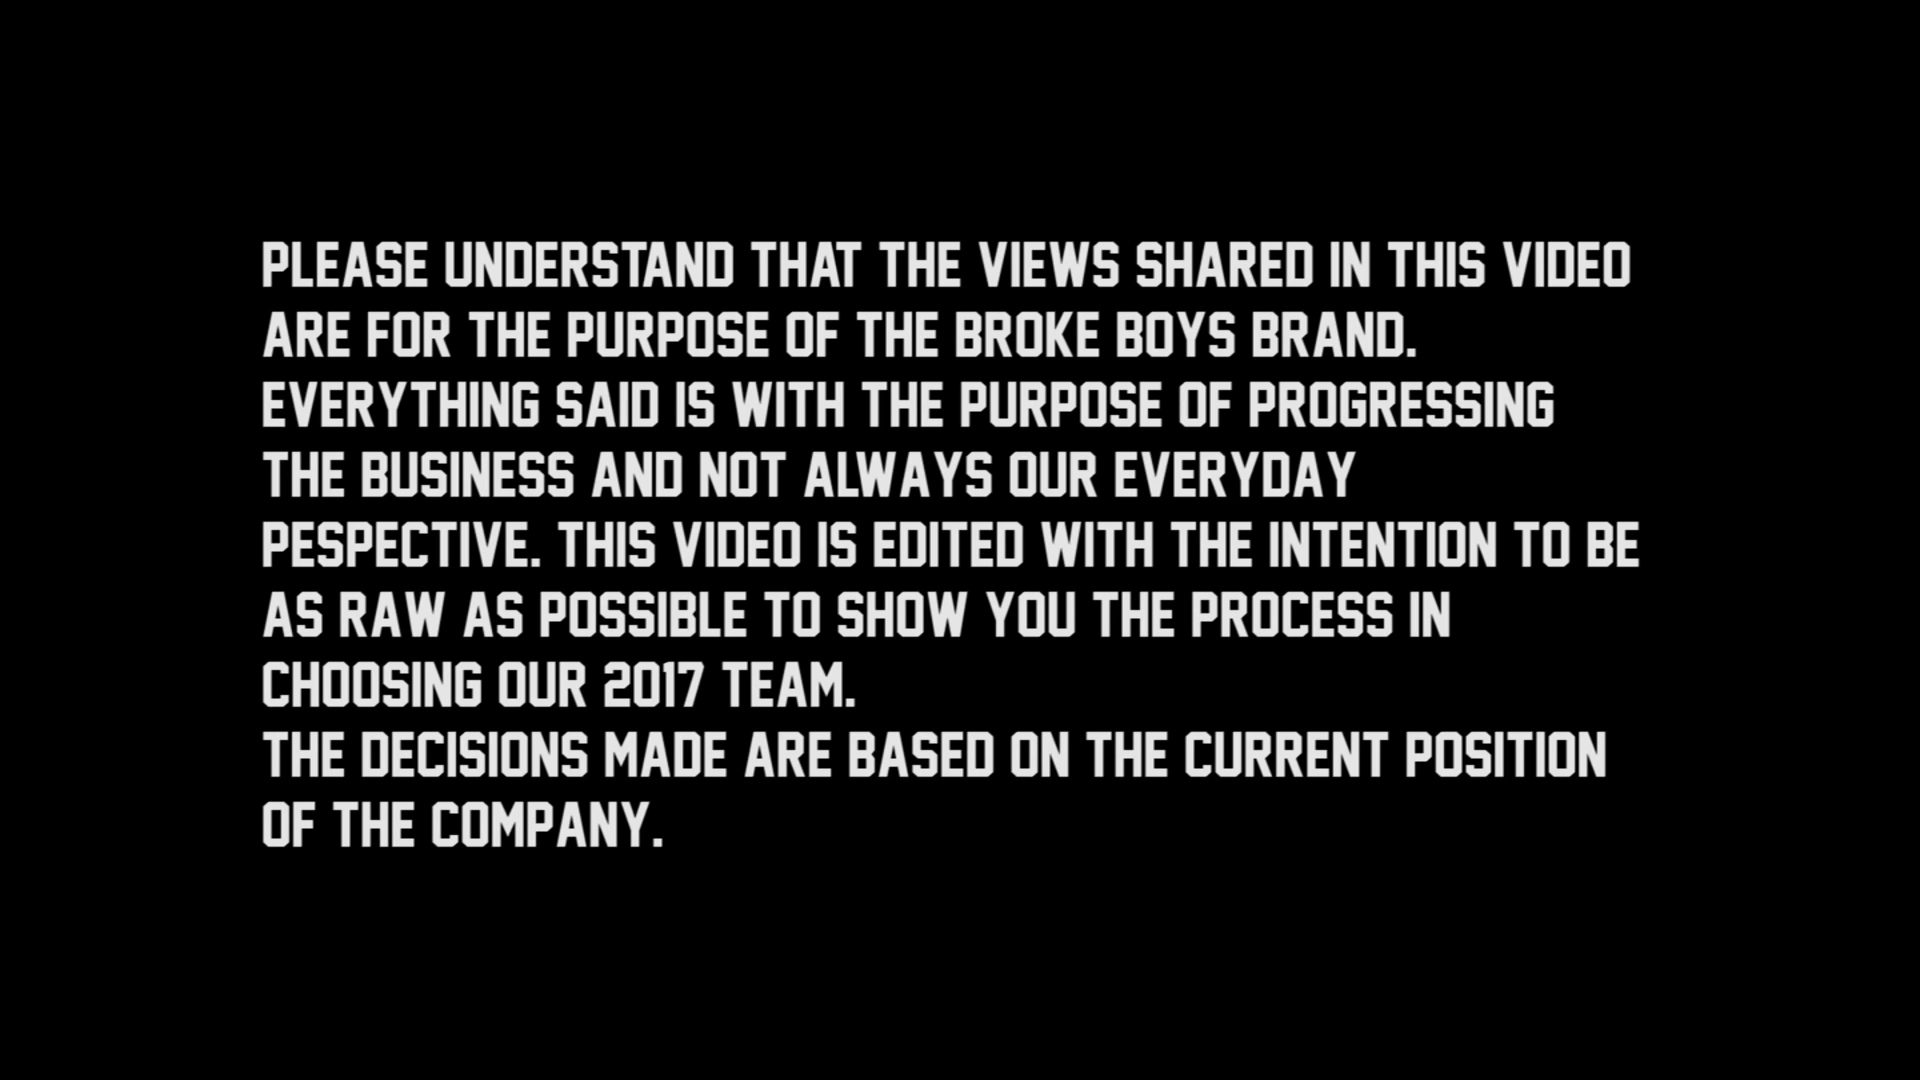 PLEASE UNDERSTAND THAT THE VIEWS SHARED IN THIS VIDEO
ARE FOR THE PURPOSE OF THE BROKE BOYS BRAND.
EVERYTHING SAID IS WITH THE PURPOSE OF PROGRESSING
THE BUSINESS AND NOT ALWAYS OUR EVERYDAY
PESPECTIVE. THIS VIDEO IS EDITED WITH THE INTENTION TO BE
AS RAW AS POSSIBLE TO SHOW YOU THE PROCESS IN
CHOOSING OUR 2017 TEAM.
THE DECISIONS MADE ARE BASED ON THE CURRENT POSITION
OF THE COMPANY.